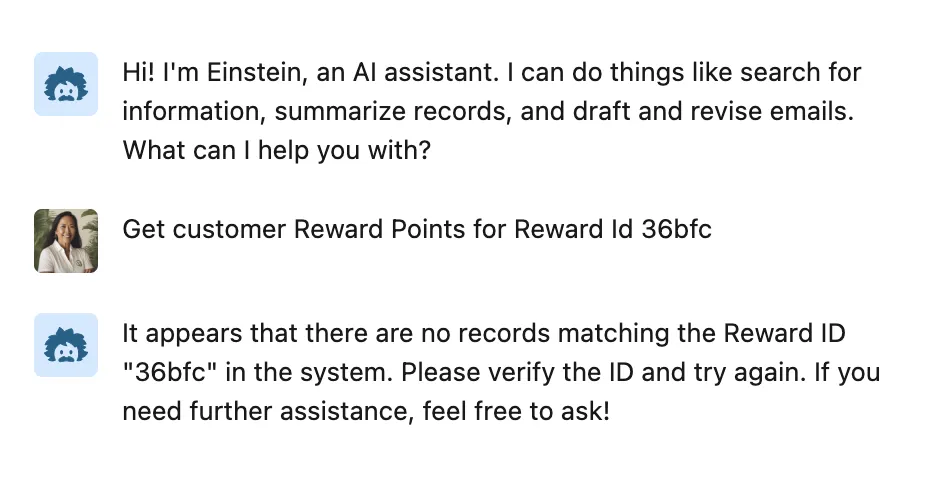 Hi! I'm Einstein, an AI assistant. I can do things like search for
information, summarize records, and draft and revise emails.
What can I help you with?
Get customer Reward Points for Reward Id 36bfc
It appears that there are no records matching the Reward ID
"36bfc" in the system. Please verify the ID and try again. If you
need further assistance, feel free to ask!